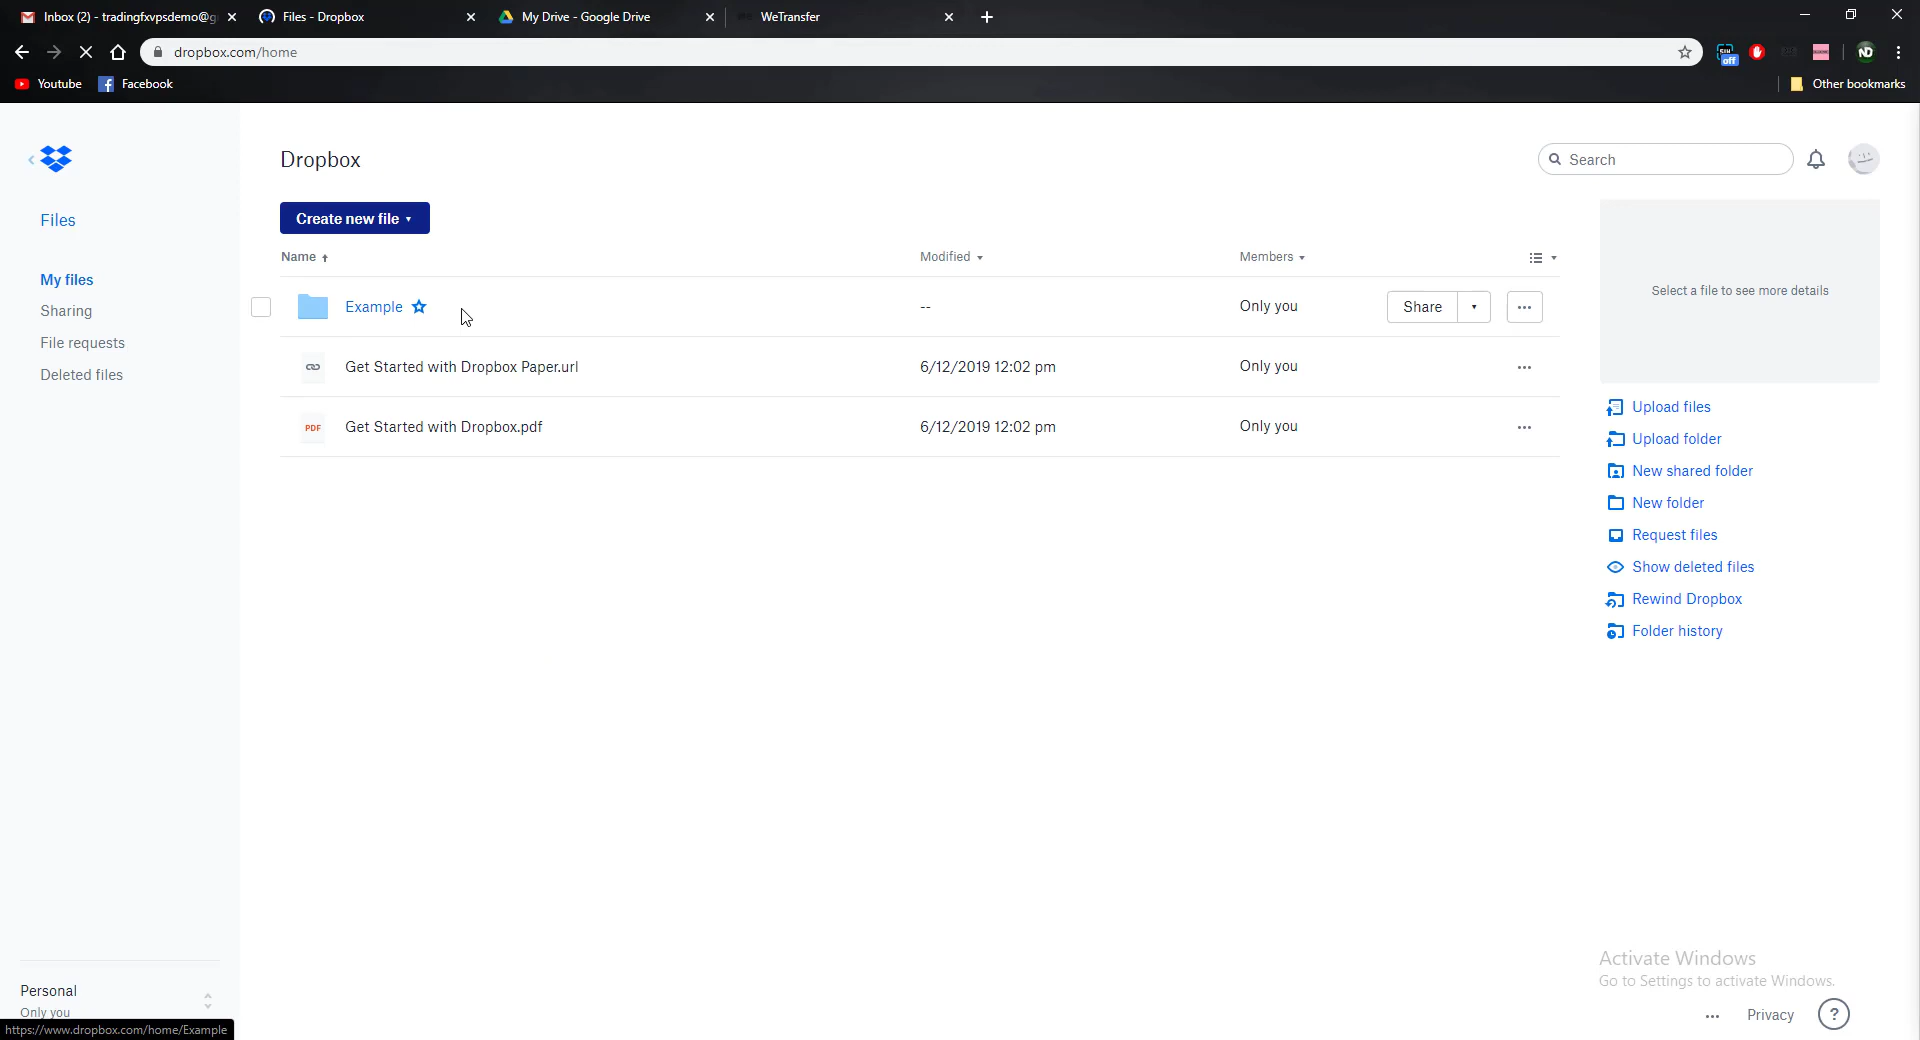 Inbox (2) - tradingfxvpsdemo@g
Files - Dropbox
My Drive - Google Drive
WeTransfer
dropbox.com/home
off
ND
Youtube
Facebook
Other bookmarks
Dropbox
Search
Files
Create new file
Name
Modified
Members
My files
Sharing
File requests
Deleted files
Example
--
Only you
Share
Select a file to see more details
Get Started with Dropbox Paper.url
6/12/2019 12:02 pm
Only you
PDF
Get Started with Dropbox.pdf
6/12/2019 12:02 pm
Only you
Upload files
Upload folder
New shared folder
New folder
Request files
Show deleted files
Rewind Dropbox
Folder history
Activate Windows
Go to Settings to activate Windows.
Personal
Only you
Privacy
?
https://www.dropbox.com/home/Example